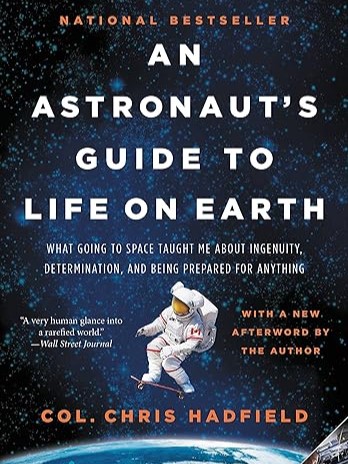 NATIONAL BESTSELLER
AN
ASTRONAUT'S
GUIDE TO
LIFE ON EARTH
WHAT GOING TO SPACE TAUGHT ME ABOUT INGENUITY,
DETERMINATION, AND BEING PREPARED FOR ANYTHING
"A very human glance into
a rarefied world."
—Wall Street Journal
WITH A NEW
AFTERWORD BY
THE AUTHOR
COL. CHRIS HADFIELD